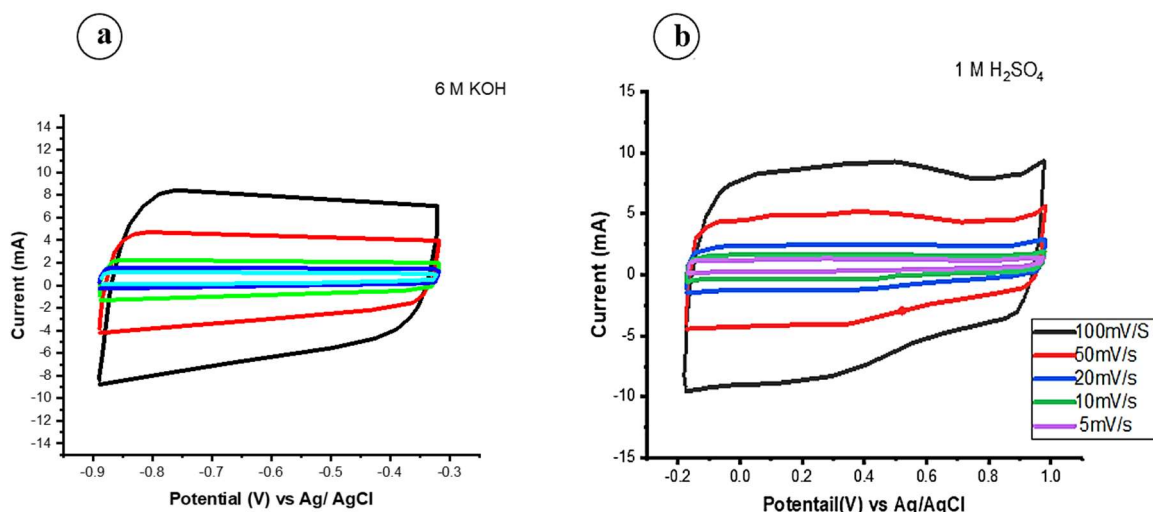 a
6 M KOH
14
12
10
8
6
4
2
0
-2
-4
-6
-8
-10
-12
-14
Current (mA)
-0.9 -0.8 -0.7 -0.6 -0.5 -0.4 -0.3
Potential (V) vs Ag/ AgCl
b
1 M H₂SO₄
15
10
5
0
-5
-10
-15
Current (mA)
-0.2 0.0 0.2 0.4 0.6 0.8 1.0
Potentail(V) vs Ag/AgCl
100mV/S
50mV/s
20mV/s
10mV/s
5mV/s